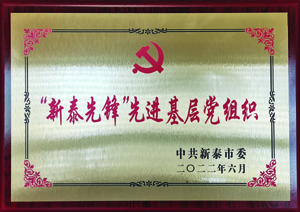 “新泰先锋”先进基层党组织
中共新泰市委
二〇二二年六月